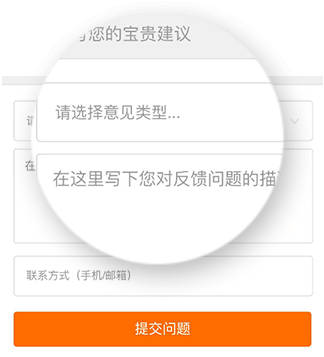 您的宝贵建议
请选择意见类型...
在这里写下您对反馈问题的描
联系方式（手机/邮箱）
提交问题